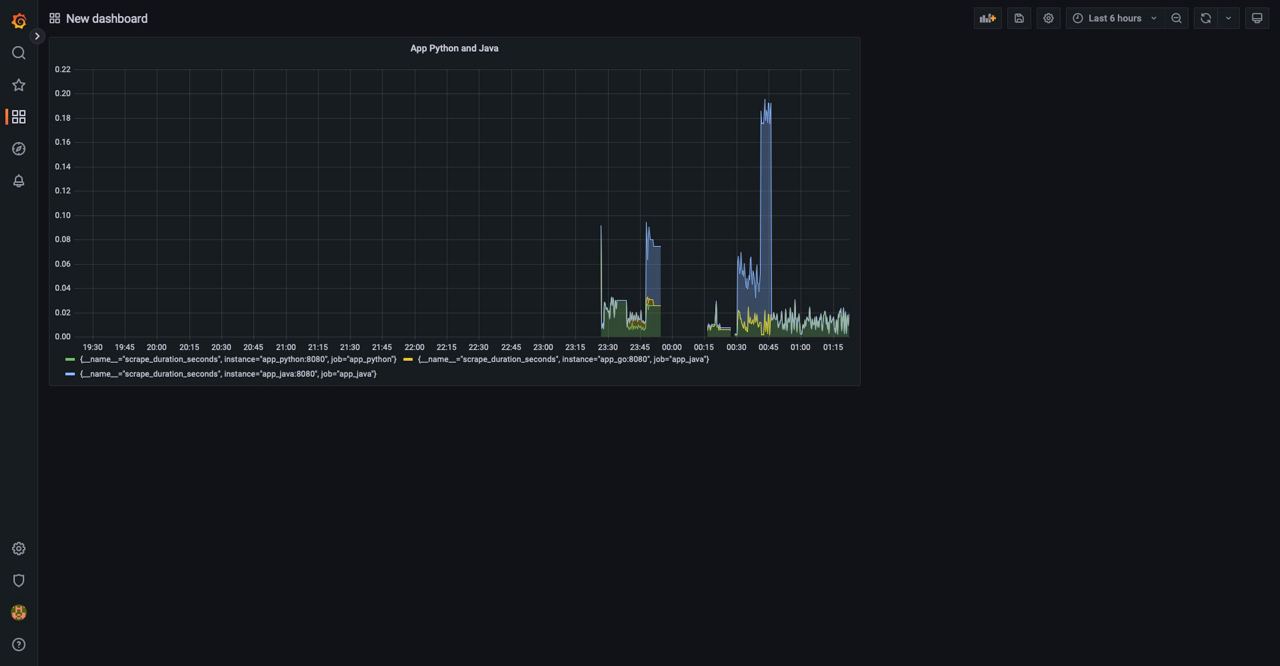 New dashboard
Last 6 hours
App Python and Java
0.22
0.20
0.18
0.16
0.14
0.12
0.10
0.08
0.06
0.04
0.02
0.00
19:30 19:45 20:00 20:15 20:30 20:45 21:00 21:15 21:30 21:45 22:00 22:15 22:30 22:45 23:00 23:15 23:30 23:45 00:00 00:15 00:30 00:45 01:00 01:15
{__name__="scrape_duration_seconds", instance="app_python:8080", job="app_python"} {__name__="scrape_duration_seconds", instance="app_go:8080", job="app_java"}
{__name__="scrape_duration_seconds", instance="app_java:8080", job="app_java"}